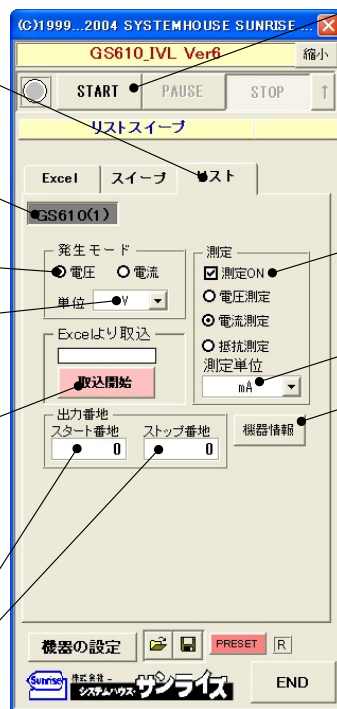 (C)1999...2004 SYSTEMHOUSE SUNRISE ...
GS610_IVL Ver6 縮小
START PAUSE STOP ↑
リストスイープ
Excel スイープ リスト
GS610(1)
発生モード
電圧 電流
単位 V
測定
測定ON
電圧測定
電流測定
抵抗測定
測定単位
mA
Excelより取込
取込開始
出力番地
スタート番地 ストップ番地
0 0
機器情報
機器の設定 PRESET R
Sunrise 株式会社 システムハウス・サンライズ END